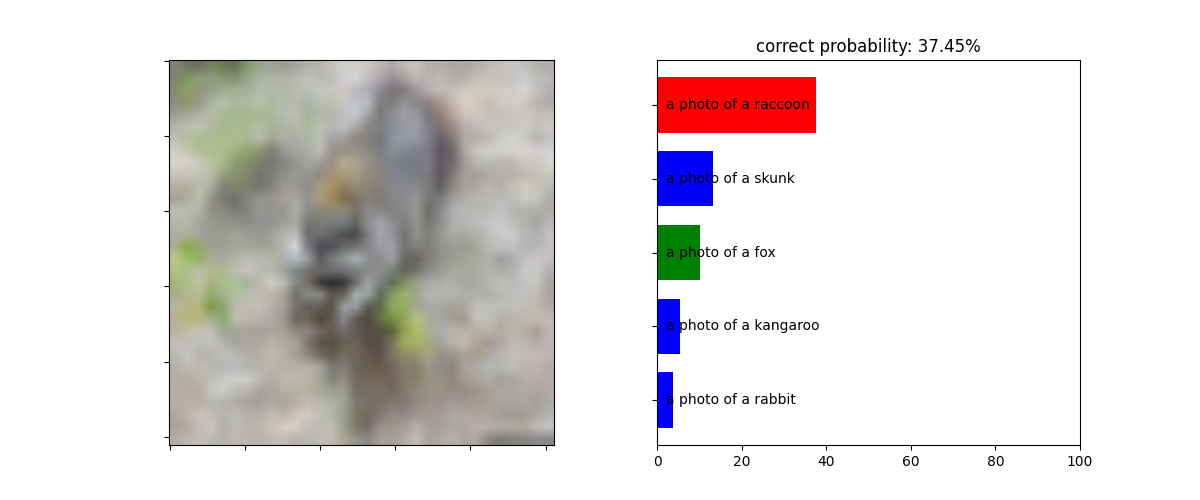 correct probability: 37.45%
a photo of a raccoon
a photo of a skunk
a photo of a fox
a photo of a kangaroo
a photo of a rabbit
0 20 40 60 80 100